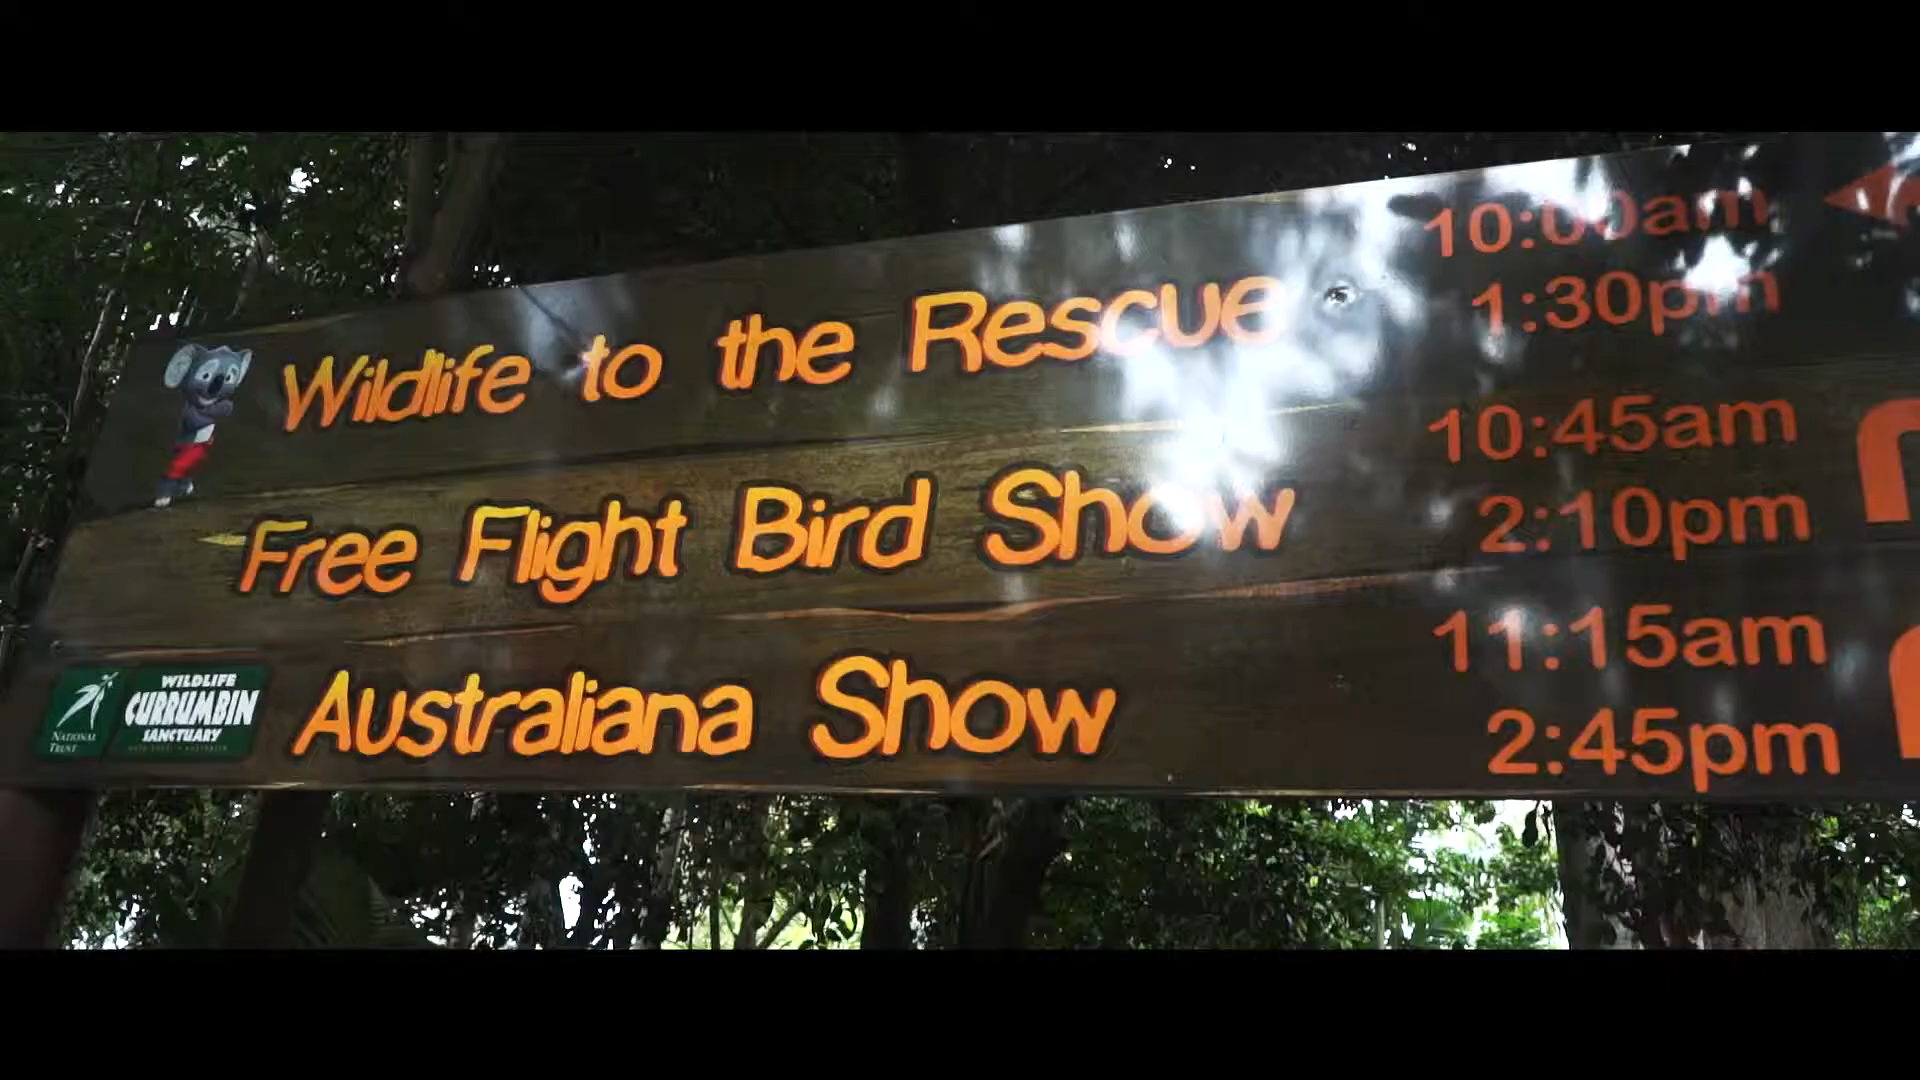 Wildlife to the Rescue 10:00am
1:30pm
Free Flight Bird Show 10:45am
2:10pm
Australiana Show 11:15am
2:45pm
NATIONAL TRUST
WILDLIFE
CURRUMBIN
SANCTUARY